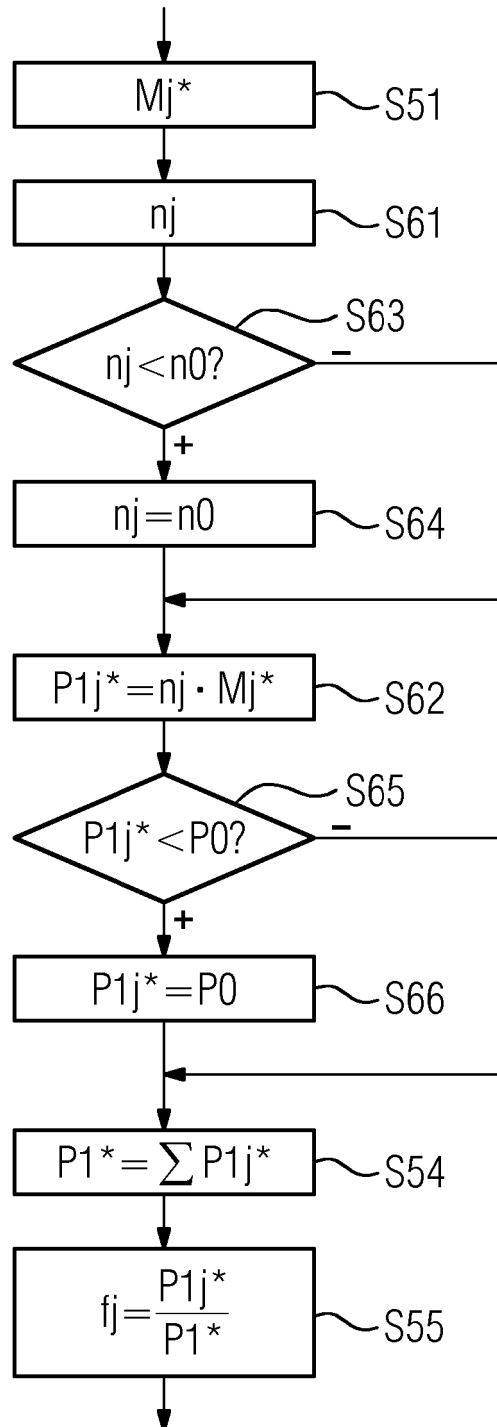 Mj*
S51
nj
S61
S63
nj<n0?
–
+
nj=n0
S64
P1j*=nj · Mj*
S62
S65
P1j*<P0?
–
+
P1j*=P0
S66
P1*=∑ P1j*
S54
fj=P1j*/P1*
S55